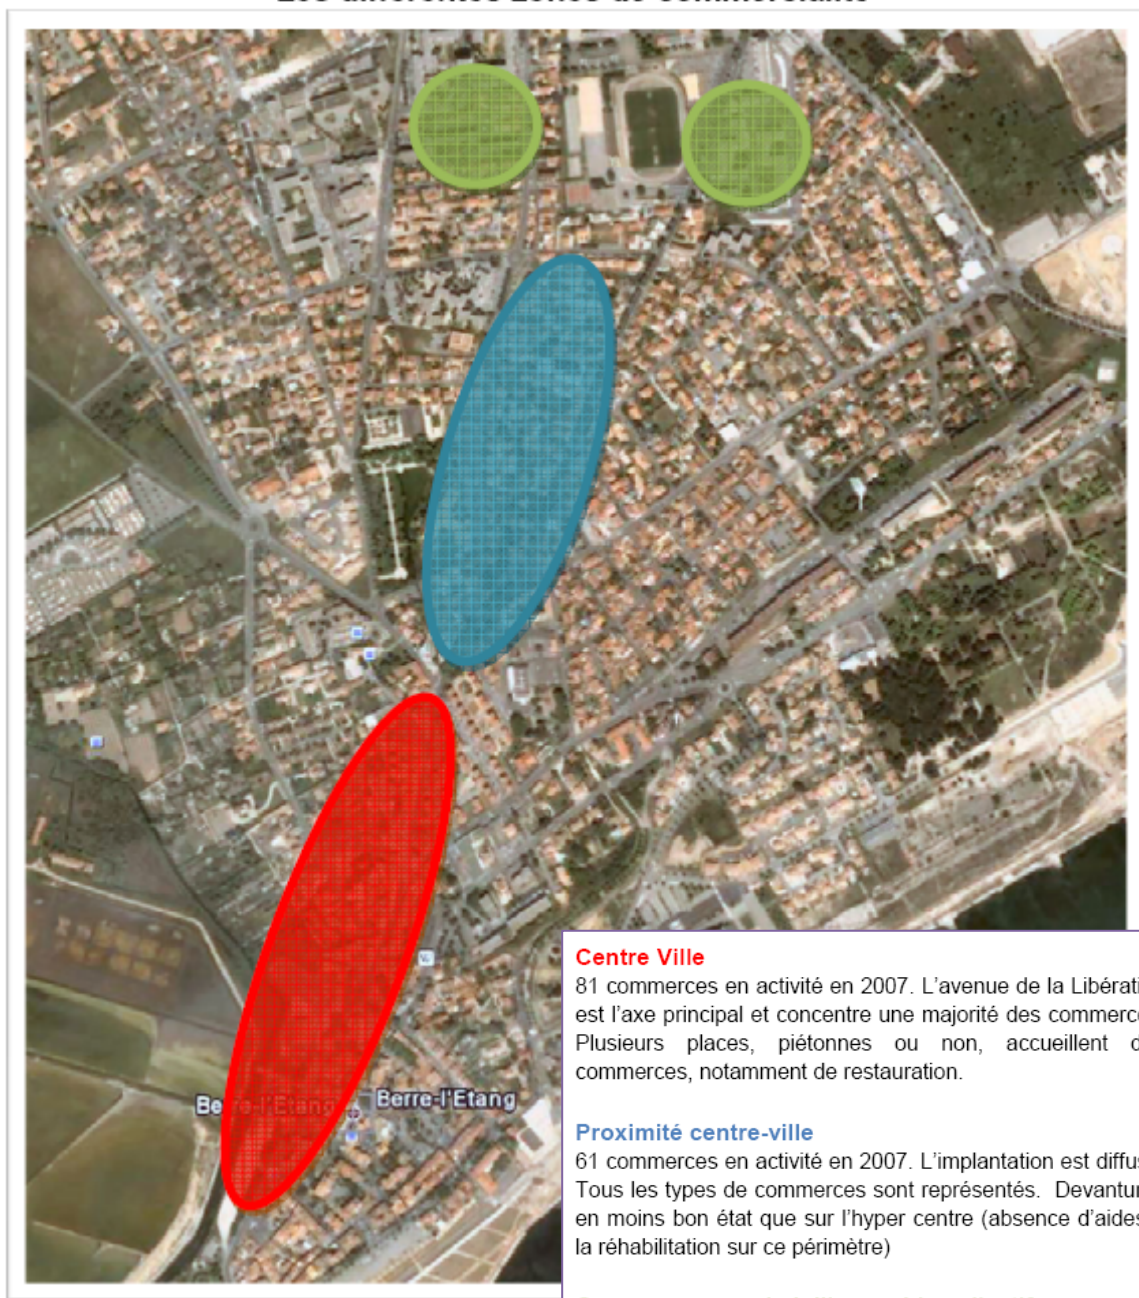 Berre-l'Etang
Berre-l'Etang
Centre Ville
81 commerces en activité en 2007. L'avenue de la Libérati
est l'axe principal et concentre une majorité des commerc
Plusieurs places, piétonnes ou non, accueillent d
commerces, notamment de restauration.
Proximité centre-ville
61 commerces en activité en 2007. L'implantation est diffus
Tous les types de commerces sont représentés. Devantur
en moins bon état que sur l'hyper centre (absence d'aides
la réhabilitation sur ce périmètre)